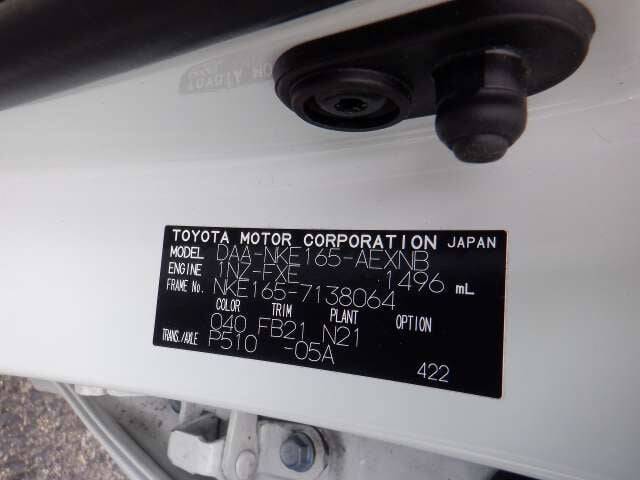 TOYOTA MOTOR CORPORATION JAPAN
MODEL DAA-NKE165-AEXNB
ENGINE 1NZ-FXE 1496 mL
FRAME No. NKE165-7138064
COLOR TRIM PLANT OPTION
040 FB21 N21
TRANS./AXLE P510 -05A
422